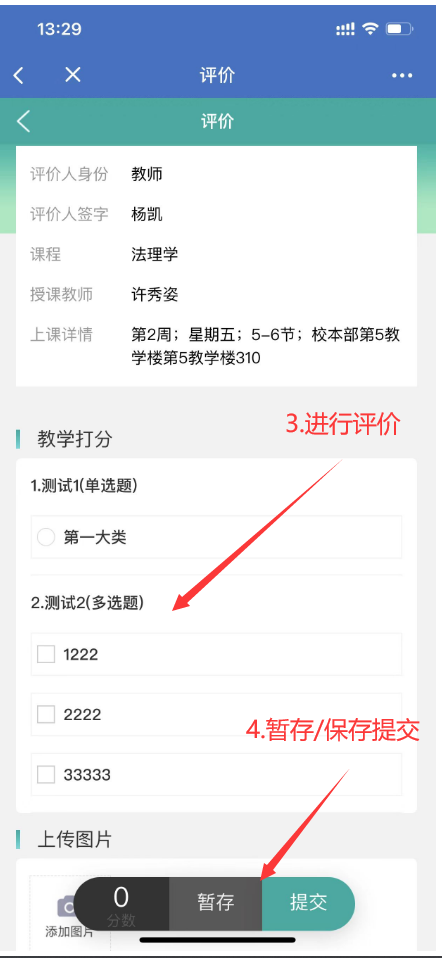 13:29
评价
评价
评价人身份 教师
评价人签字 杨凯
课程 法理学
授课教师 许秀姿
上课详情 第2周；星期五；5-6节；校本部第5教
学楼第5教学楼310
3.进行评价
教学打分
1.测试1(单选题)
第一大类
2.测试2(多选题)
1222
2222
4.暂存/保存提交
33333
上传图片
0
分数
暂存
提交
添加图片